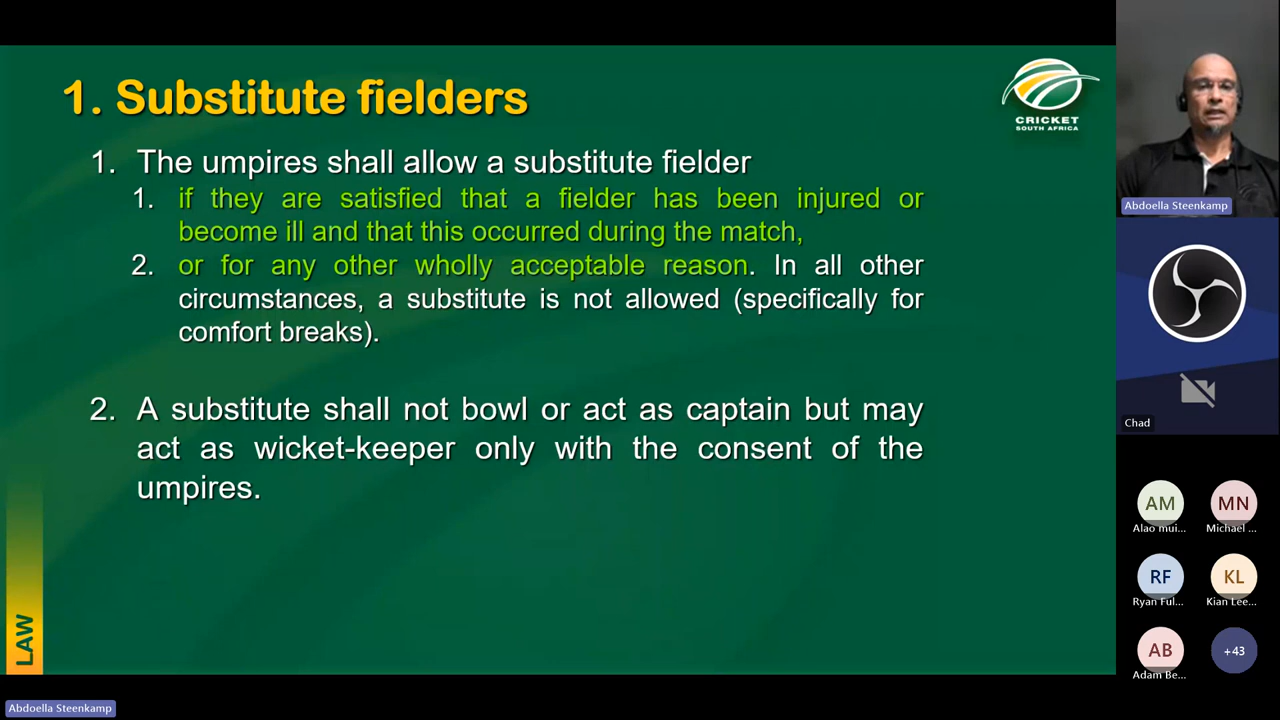 1. Substitute fielders
CRICKET
SOUTH AFRICA
1. The umpires shall allow a substitute fielder
1. if they are satisfied that a fielder has been injured or
become ill and that this occurred during the match,
2. or for any other wholly acceptable reason. In all other
circumstances, a substitute is not allowed (specifically for
comfort breaks).
2. A substitute shall not bowl or act as captain but may
act as wicket-keeper only with the consent of the
umpires.
LAW
Abdoella Steenkamp
Abdoella Steenkamp
Chad
AM
Alao mui...
MN
Michael ...
RF
Ryan Ful...
KL
Kian Lee...
AB
Adam Be...
+43